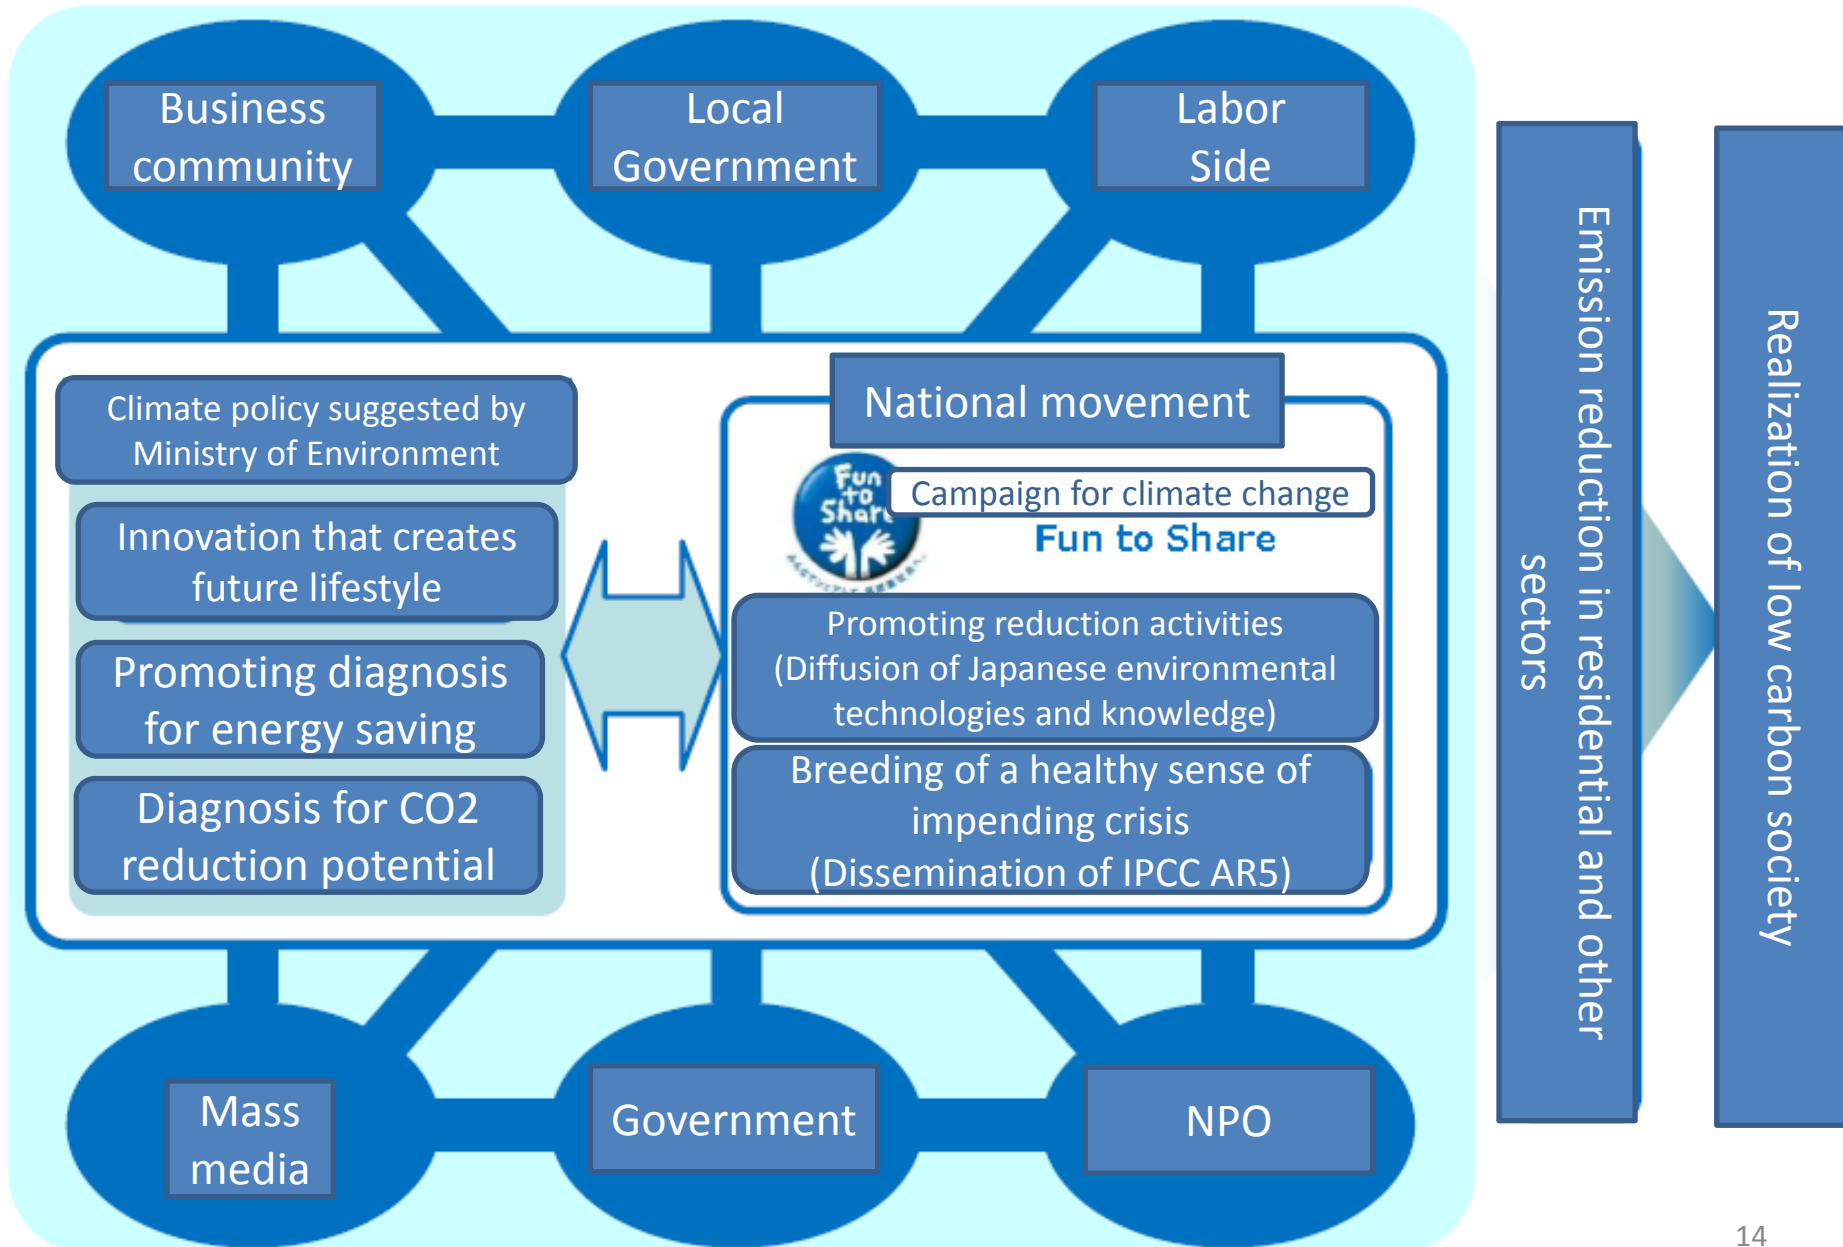 Business
community
Local
Government
Labor
Side
Climate policy suggested by
Ministry of Environment
Innovation that creates
future lifestyle
Promoting diagnosis
for energy saving
Diagnosis for CO2
reduction potential
National movement
Fun
to
Share
Campaign for climate change
Fun to Share
Promoting reduction activities
(Diffusion of Japanese environmental
technologies and knowledge)
Breeding of a healthy sense of
impending crisis
(Dissemination of IPCC AR5)
Mass
media
Government
NPO
Emission reduction in residential and other
sectors
Realization of low carbon society
14